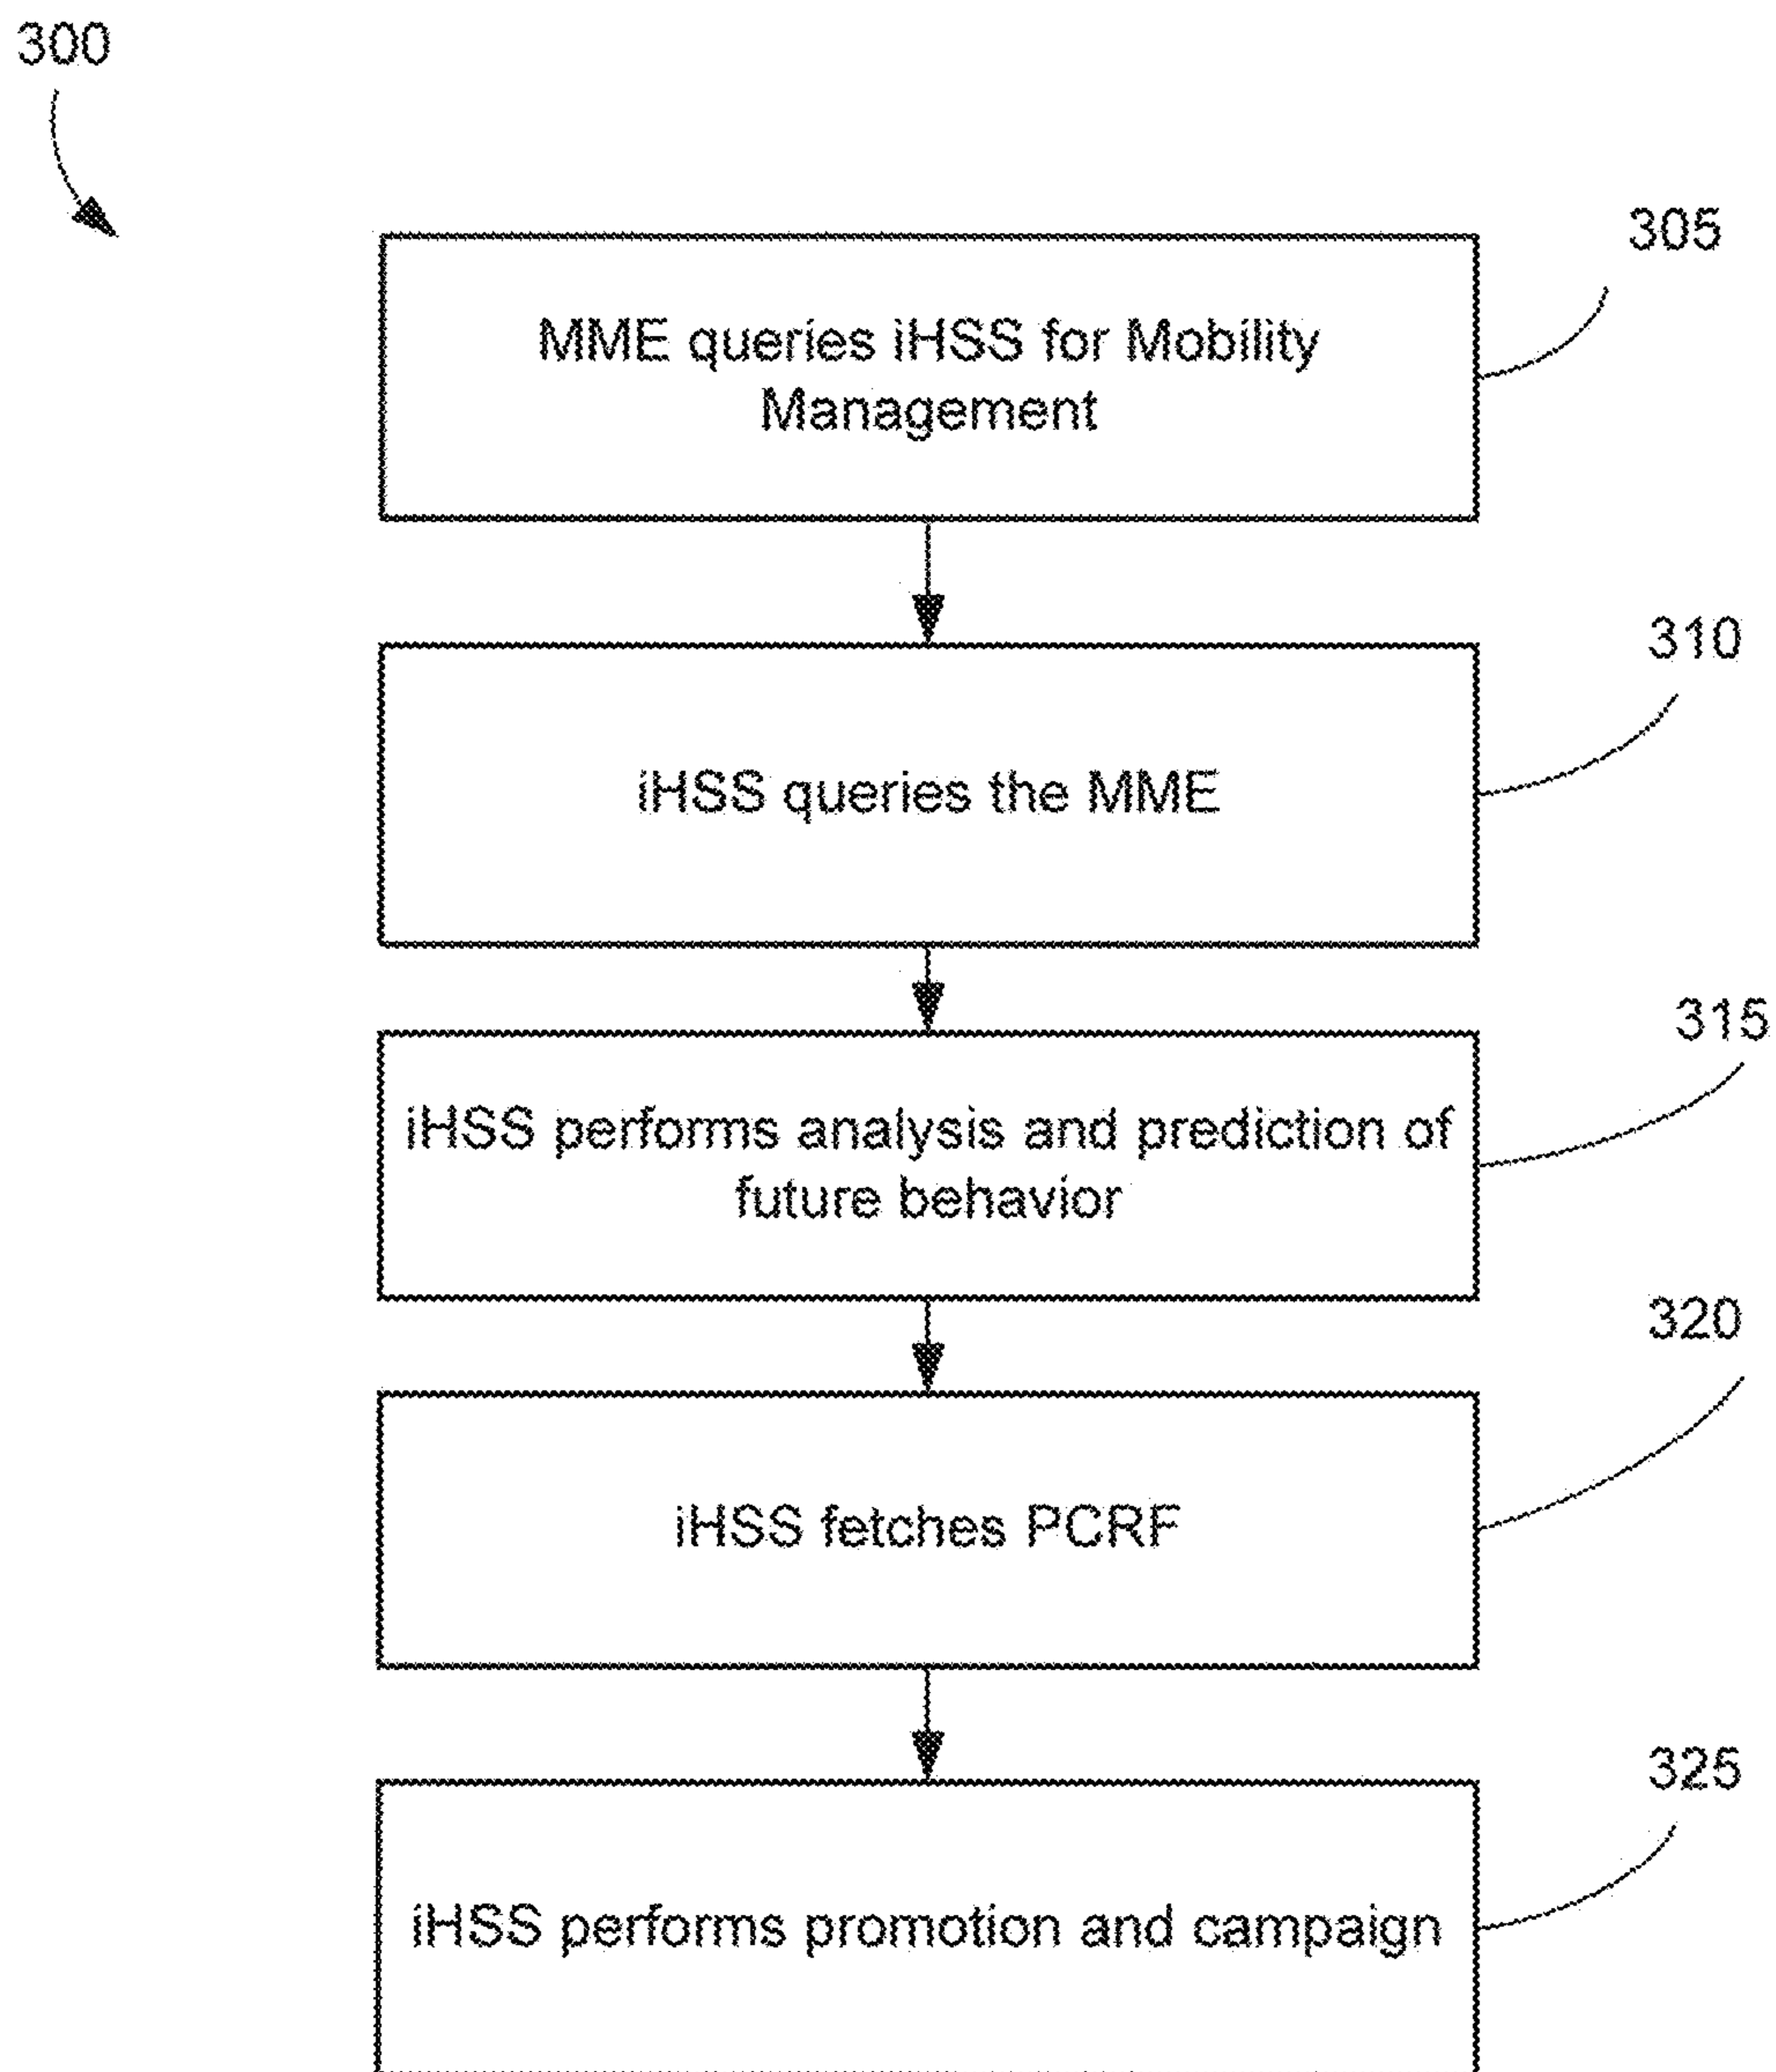 300
305
MME queries iHSS for Mobility
Management
310
iHSS queries the MME
315
iHSS performs analysis and prediction of
future behavior
320
iHSS fetches PCRF
325
iHSS performs promotion and campaign